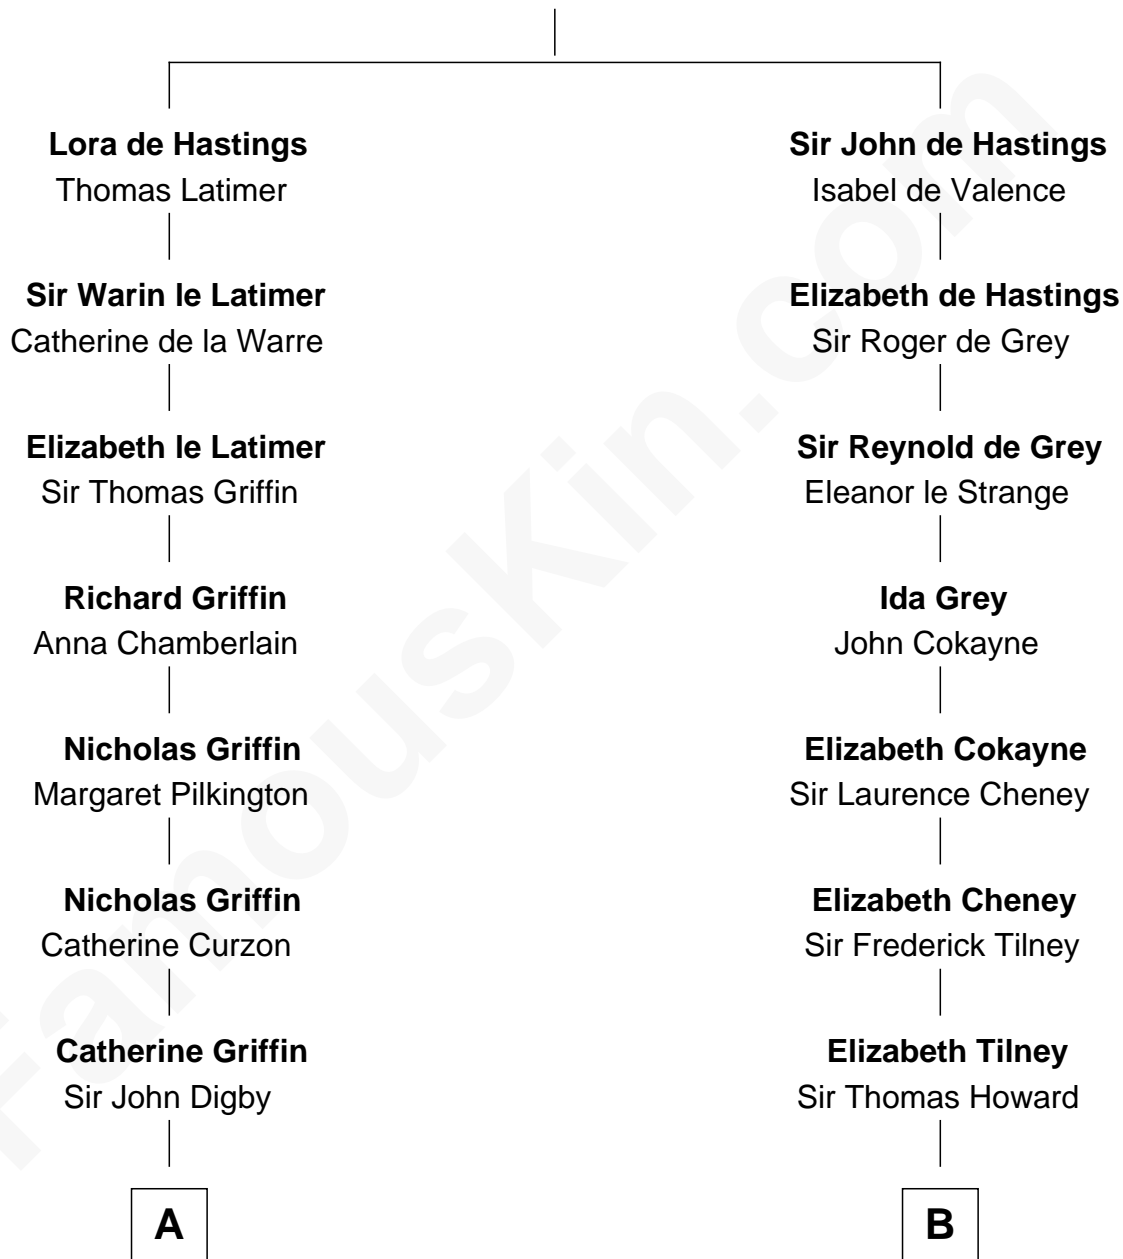 Lora de Hastings
Thomas Latimer
Sir Warin le Latimer
Catherine de la Warre
Elizabeth le Latimer
Sir Thomas Griffin
Richard Griffin
Anna Chamberlain
Nicholas Griffin
Margaret Pilkington
Nicholas Griffin
Catherine Curzon
Catherine Griffin
Sir John Digby
A
Sir John de Hastings
Isabel de Valence
Elizabeth de Hastings
Sir Roger de Grey
Sir Reynold de Grey
Eleanor le Strange
Ida Grey
John Cokayne
Elizabeth Cokayne
Sir Laurence Cheney
Elizabeth Cheney
Sir Frederick Tilney
Elizabeth Tilney
Sir Thomas Howard
B
FamousKin.com